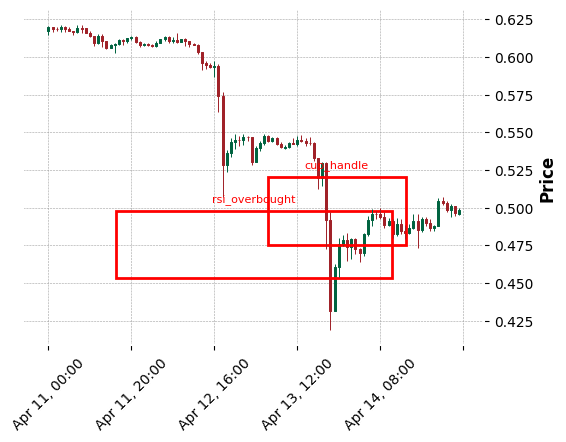 0.625
0.600
0.575
0.550
0.525
0.500
0.475
0.450
0.425
Price
cup_handle
rsi_overbought
Apr 11, 00:00
Apr 11, 20:00
Apr 12, 16:00
Apr 13, 12:00
Apr 14, 08:00